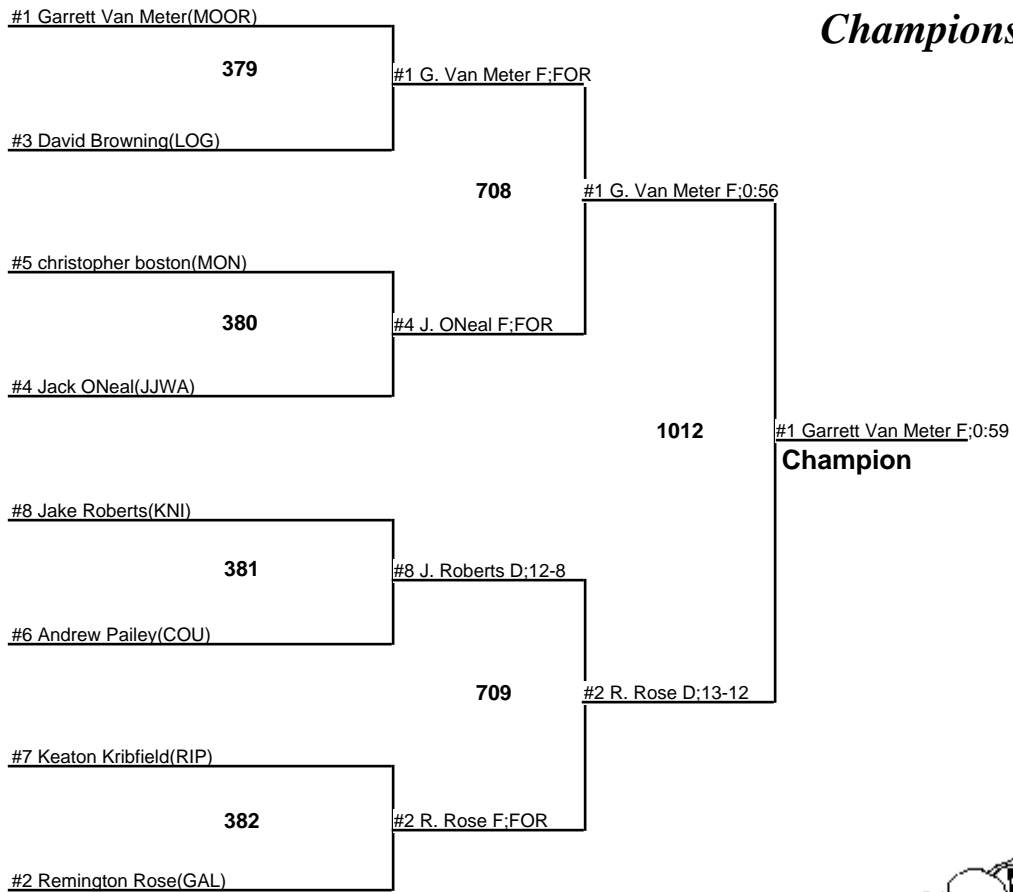 #1 Garrett Van Meter(MOOR)
Champions
379
#1 G. Van Meter F;FOR
#3 David Browning(LOG)
708
#1 G. Van Meter F;0:56
#5 christopher boston(MON)
380
#4 J. ONeal F;FOR
#4 Jack ONeal(JJWA)
1012
#1 Garrett Van Meter F;0:59
Champion
#8 Jake Roberts(KNI)
381
#8 J. Roberts D;12-8
#6 Andrew Pailey(COU)
709
#2 R. Rose D;13-12
#7 Keaton Kribfield(RIP)
382
#2 R. Rose F;FOR
#2 Remington Rose(GAL)